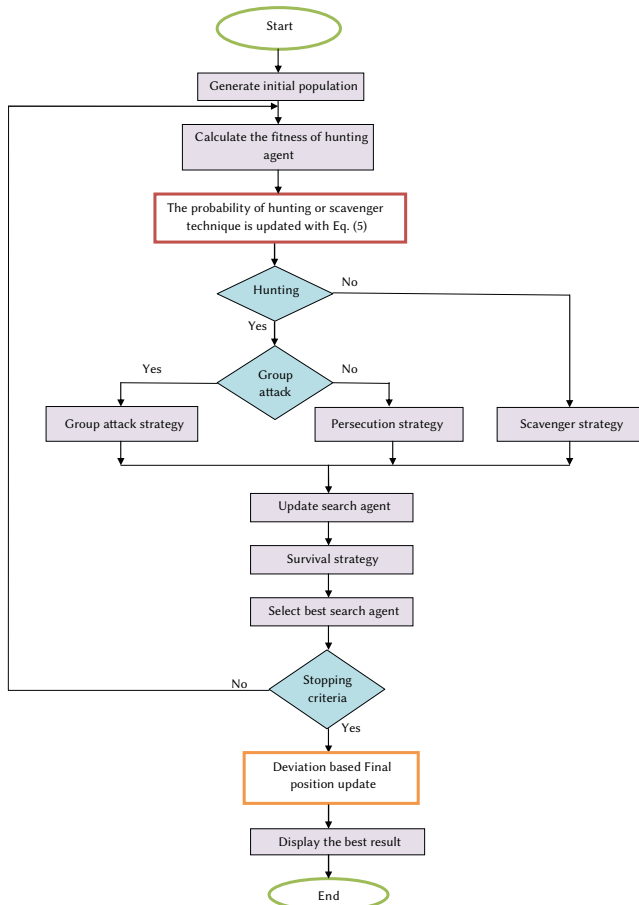 Start
Generate initial population
Calculate the fitness of hunting
agent
The probability of hunting or scavenger
technique is updated with Eq. (5)
Hunting
No
Yes
Yes
Group
attack
No
Group attack strategy
Persecution strategy
Scavenger strategy
Update search agent
Survival strategy
Select best search agent
Stopping
criteria
No
Yes
Deviation based Final
position update
Display the best result
End